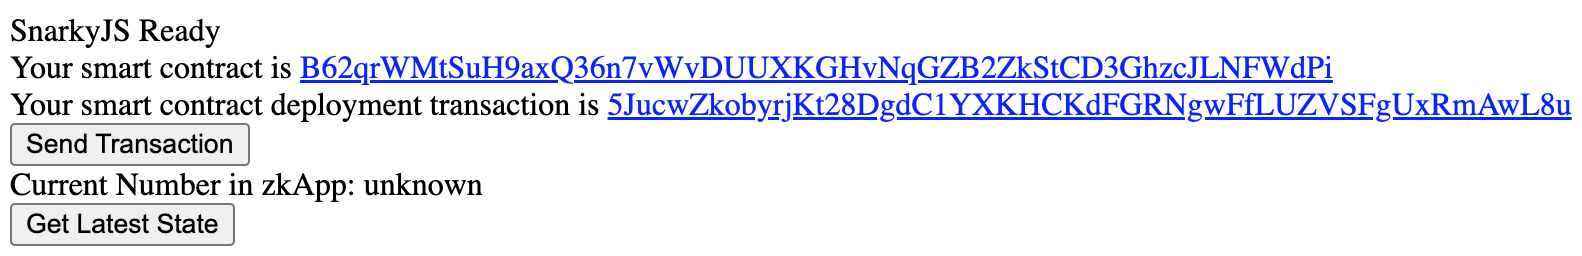 SnarkyJS Ready
Your smart contract is B62qrWMtSuH9axQ36n7vWvDUUXKGHvNqGZB2ZkStCD3GhzcJLNFWdPi
Your smart contract deployment transaction is 5JucwZkobyrjKt28DgdC1YXKHCKdFGRNgwFfLUZVSFgUxRmAwL8u
Send Transaction
Current Number in zkApp: unknown
Get Latest State